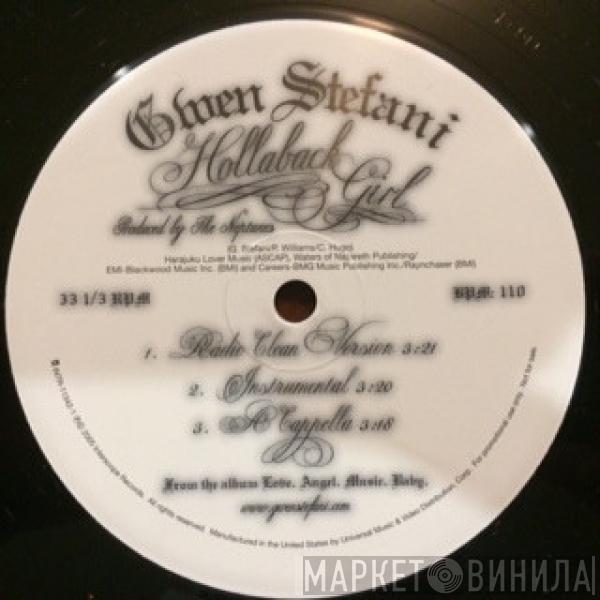 Gwen Stefani
Hollaback
Girl
Produced by The Neptunes
(G. Stefani/P. Williams/C. Hugo)
Harajuku Lover Music (ASCAP), Waters of Nazareth Publishing/
EMI-Blackwood Music Inc. (BMI) and Careers-BMG Music Publishing Inc./Raynchaser (BMI)
33 1/3 RPM
BPM: 110
1. Radio Clean Version 3:21
2. Instrumental 3:20
3. A Cappella 3:18
From the album Love. Angel. Music. Baby.
www.gwenstefani.com
2005 Interscope Records. All rights reserved. Manufactured in the United States by Universal Music & Video Distribution, Corp. For promotional use only. Not for sale.
МАРКЕТ ВИНИЛА